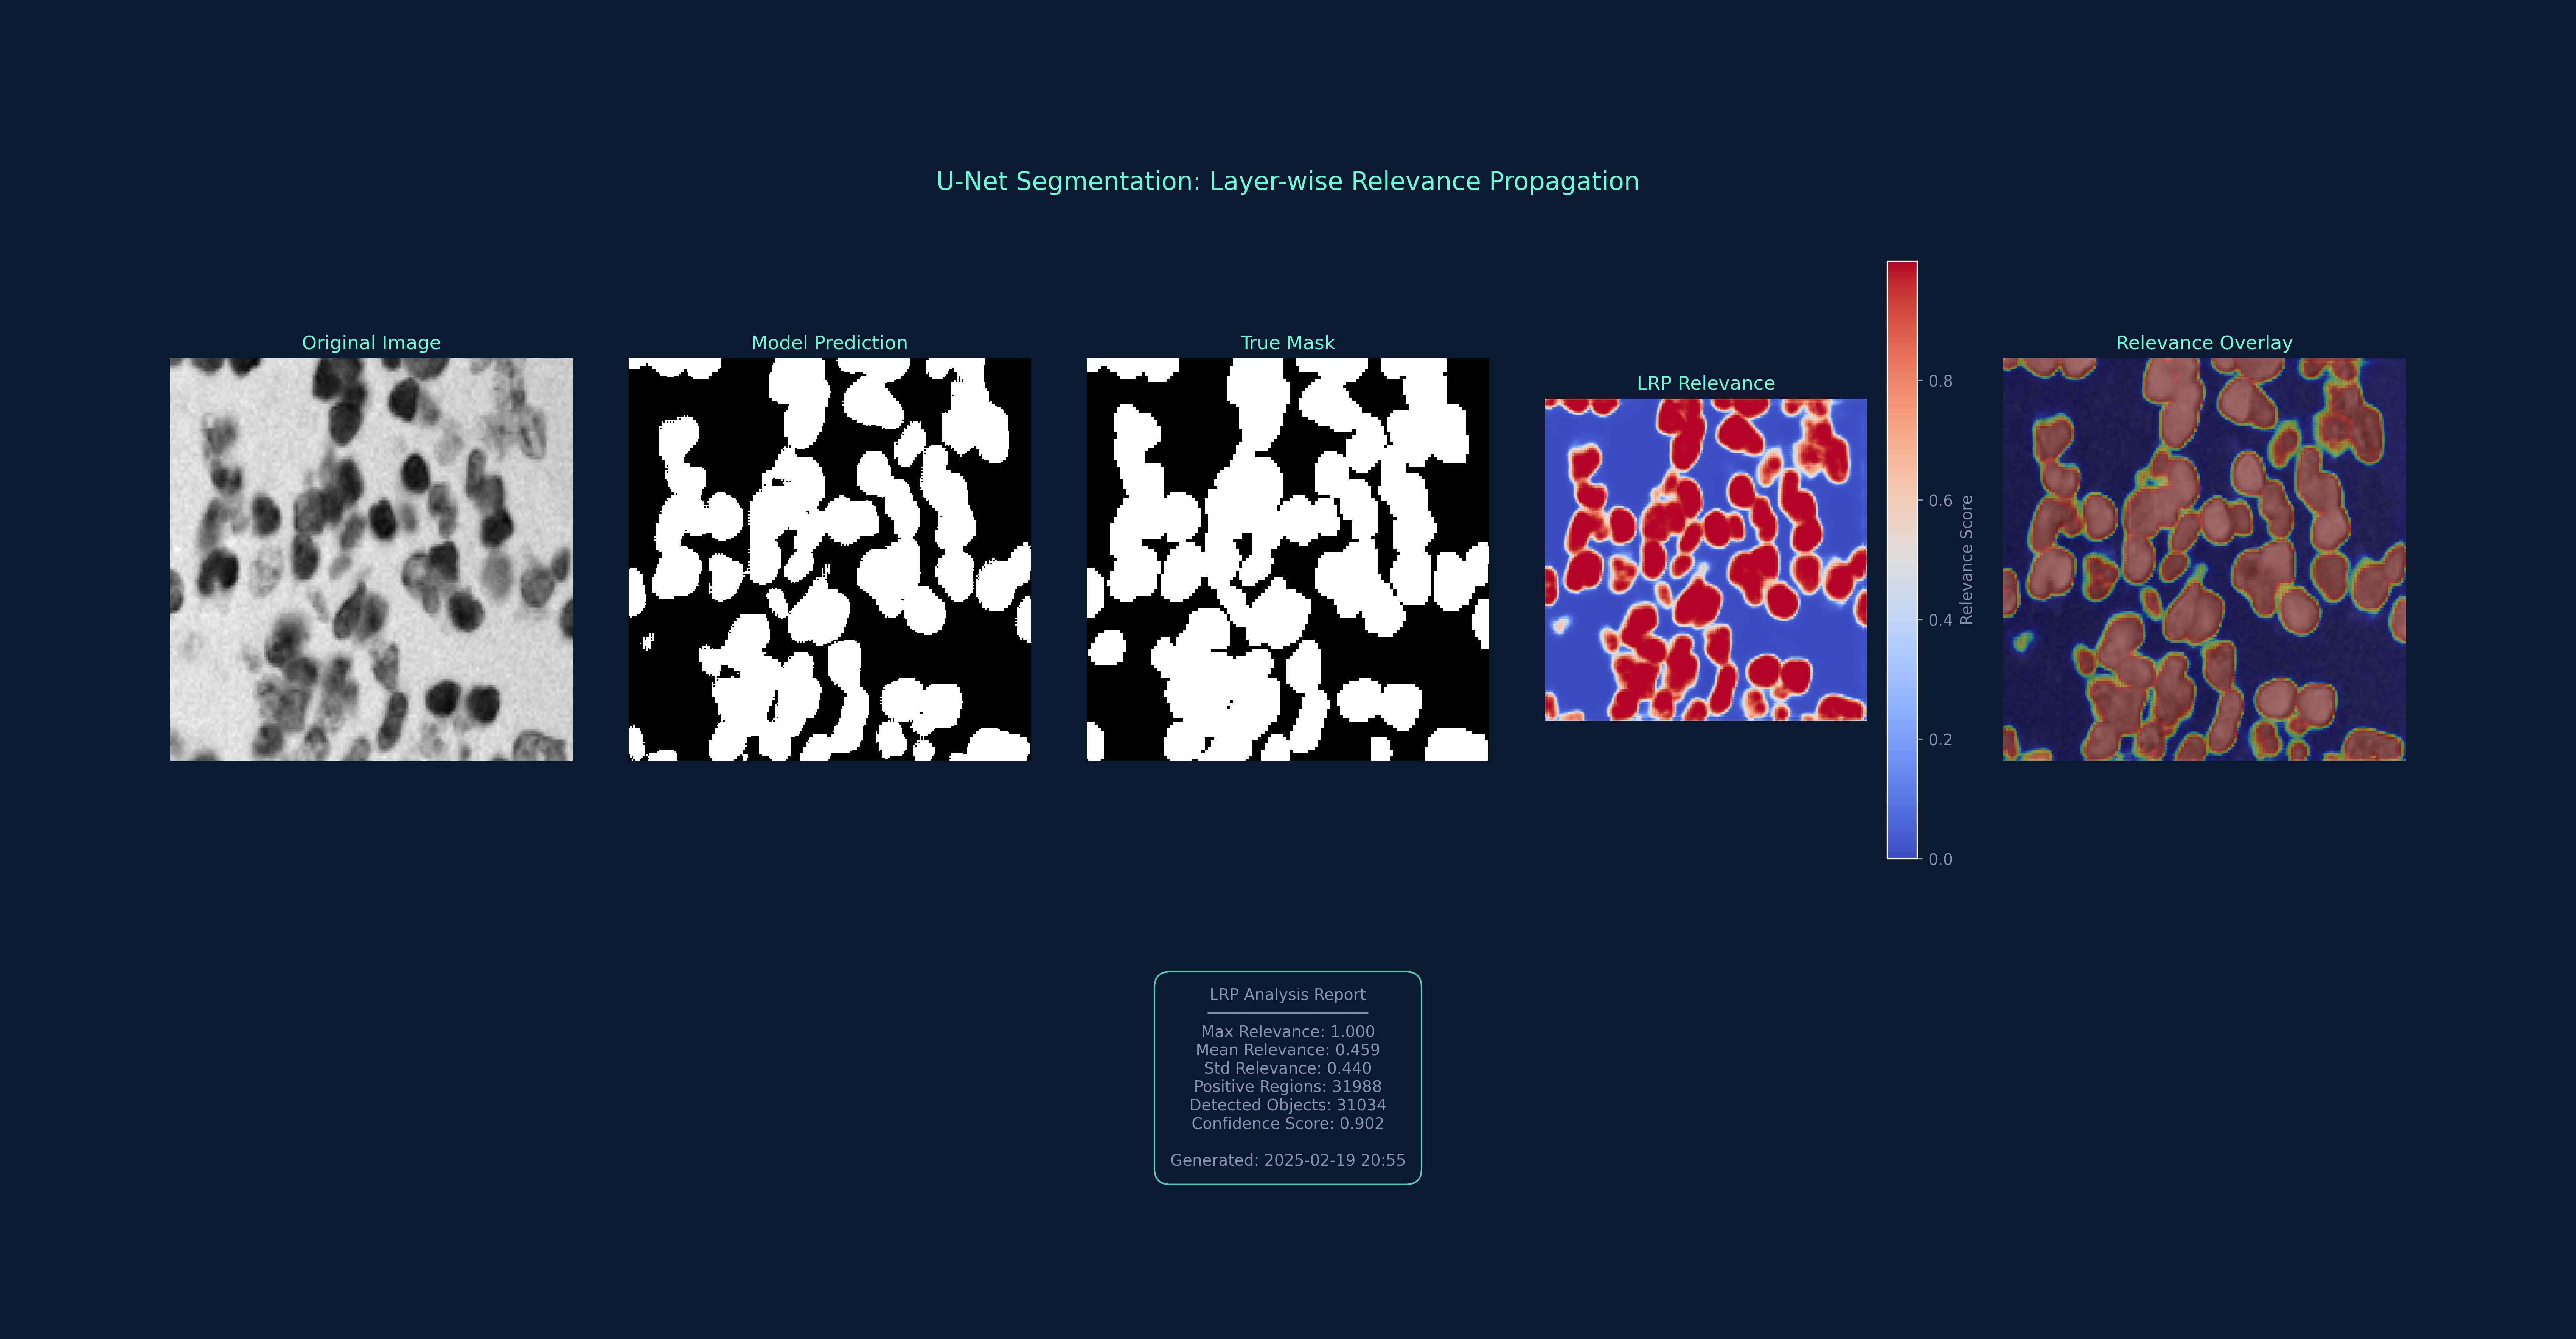 U-Net Segmentation: Layer-wise Relevance Propagation
Original Image
Model Prediction
True Mask
LRP Relevance
0.8
0.6
0.4
0.2
0.0
Relevance Score
Relevance Overlay
LRP Analysis Report
Max Relevance: 1.000
Mean Relevance: 0.459
Std Relevance: 0.440
Positive Regions: 31988
Detected Objects: 31034
Confidence Score: 0.902
Generated: 2025-02-19 20:55